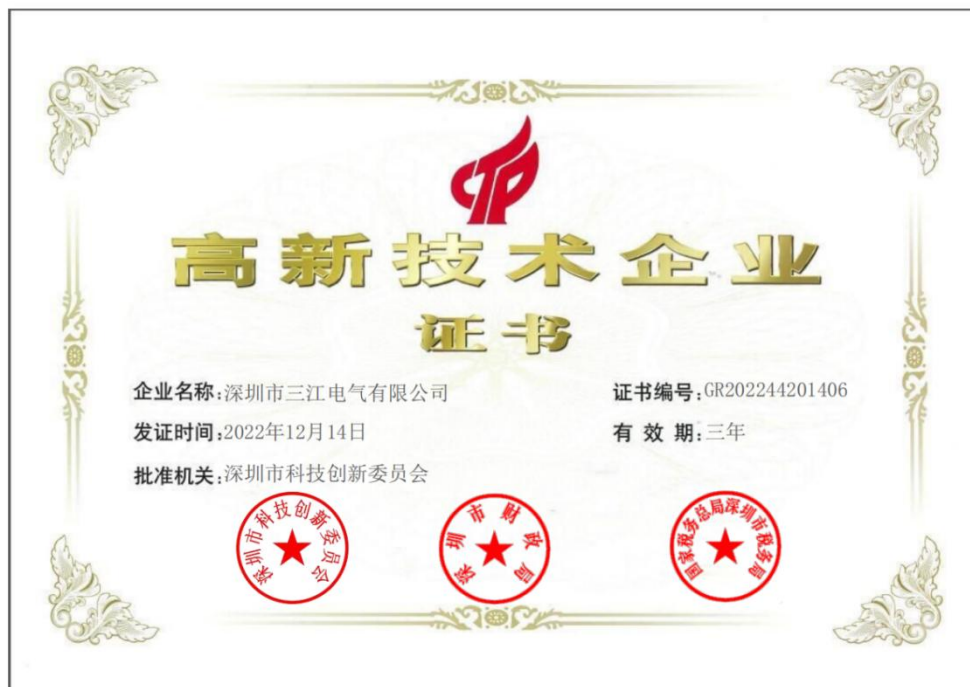 CTP
高新技术企业
证书
企业名称:深圳市三江电气有限公司 证书编号:GR202244201406
发证时间:2022年12月14日 有 效 期:三年
批准机关:深圳市科技创新委员会
深圳市科技创新委员会
深圳市财政局
国家税务总局深圳市税务局